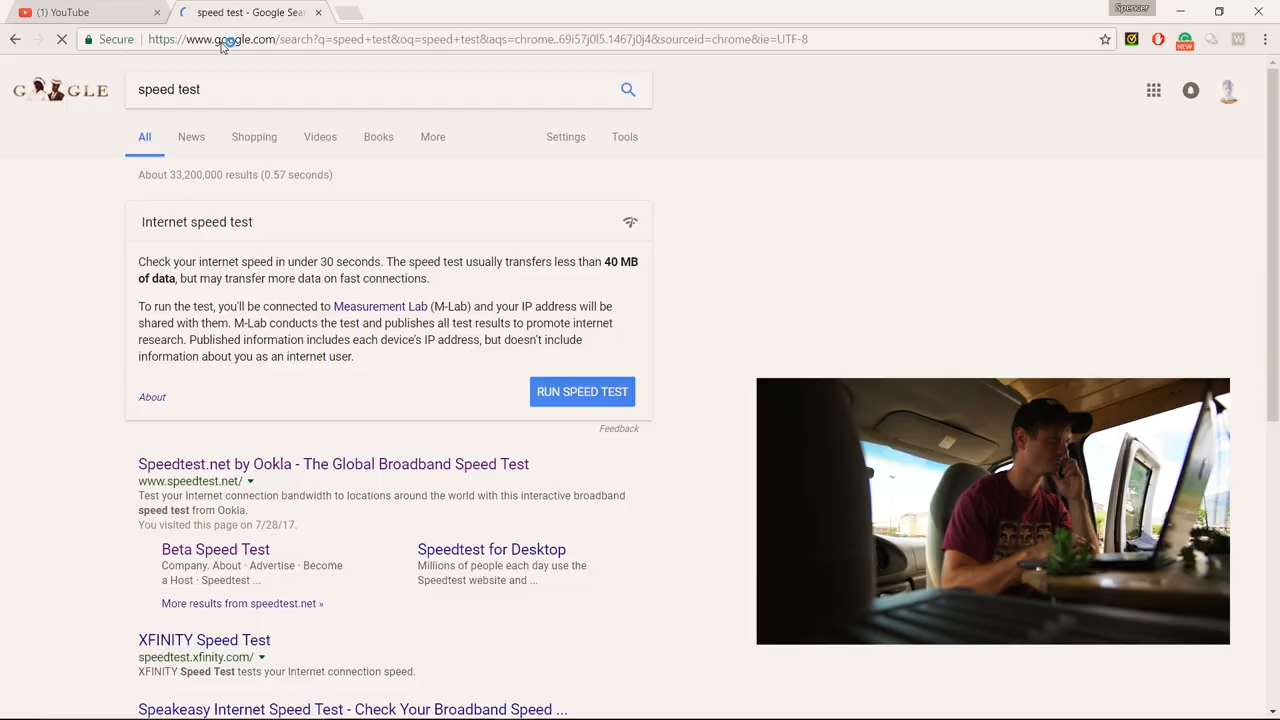 (1) YouTube
speed test - Google Sea
Spencer
Secure
https://www.google.com/search?q=speed+test&oq=speed+test&aqs=chrome..69i57j0l5.1467j0j4&sourceid=chrome&ie=UTF-8
NEW
W
GOOGLE
speed test
All News Shopping Videos Books More Settings Tools
About 33,200,000 results (0.57 seconds)
Internet speed test
Check your internet speed in under 30 seconds. The speed test usually transfers less than 40 MB
of data, but may transfer more data on fast connections.
To run the test, you'll be connected to Measurement Lab (M-Lab) and your IP address will be
shared with them. M-Lab conducts the test and publishes all test results to promote internet
research. Published information includes each device's IP address, but doesn't include
information about you as an internet user.
About
RUN SPEED TEST
Feedback
Speedtest.net by Ookla - The Global Broadband Speed Test
www.speedtest.net/
Test your Internet connection bandwidth to locations around the world with this interactive broadband
speed test from Ookla.
You visited this page on 7/28/17.
Beta Speed Test
Company. About · Advertise · Become
a Host · Speedtest ...
Speedtest for Desktop
Millions of people each day use the
Speedtest website and ...
More results from speedtest.net »
XFINITY Speed Test
speedtest.xfinity.com/
XFINITY Speed Test tests your Internet connection speed.
Speakeasy Internet Speed Test - Check Your Broadband Speed ...